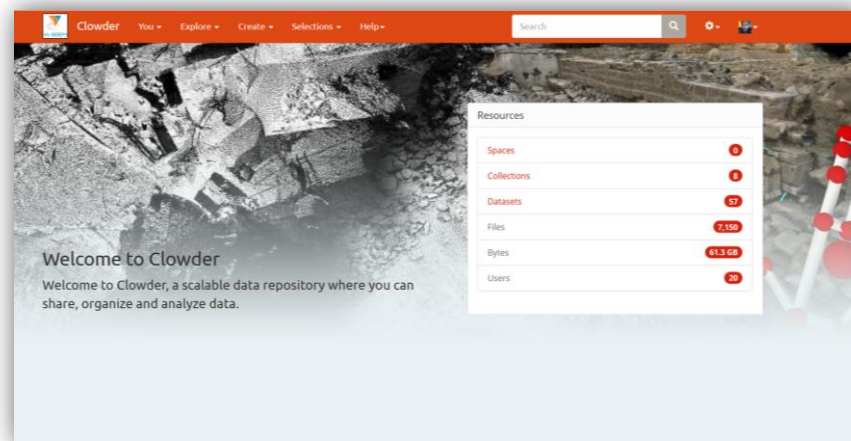 Clowder You Explore Create Selections Help Search
Resources
Spaces 0
Collections 8
Datasets 57
Files 7,150
Bytes 61.3 GB
Users 20
Welcome to Clowder
Welcome to Clowder, a scalable data repository where you can
share, organize and analyze data.